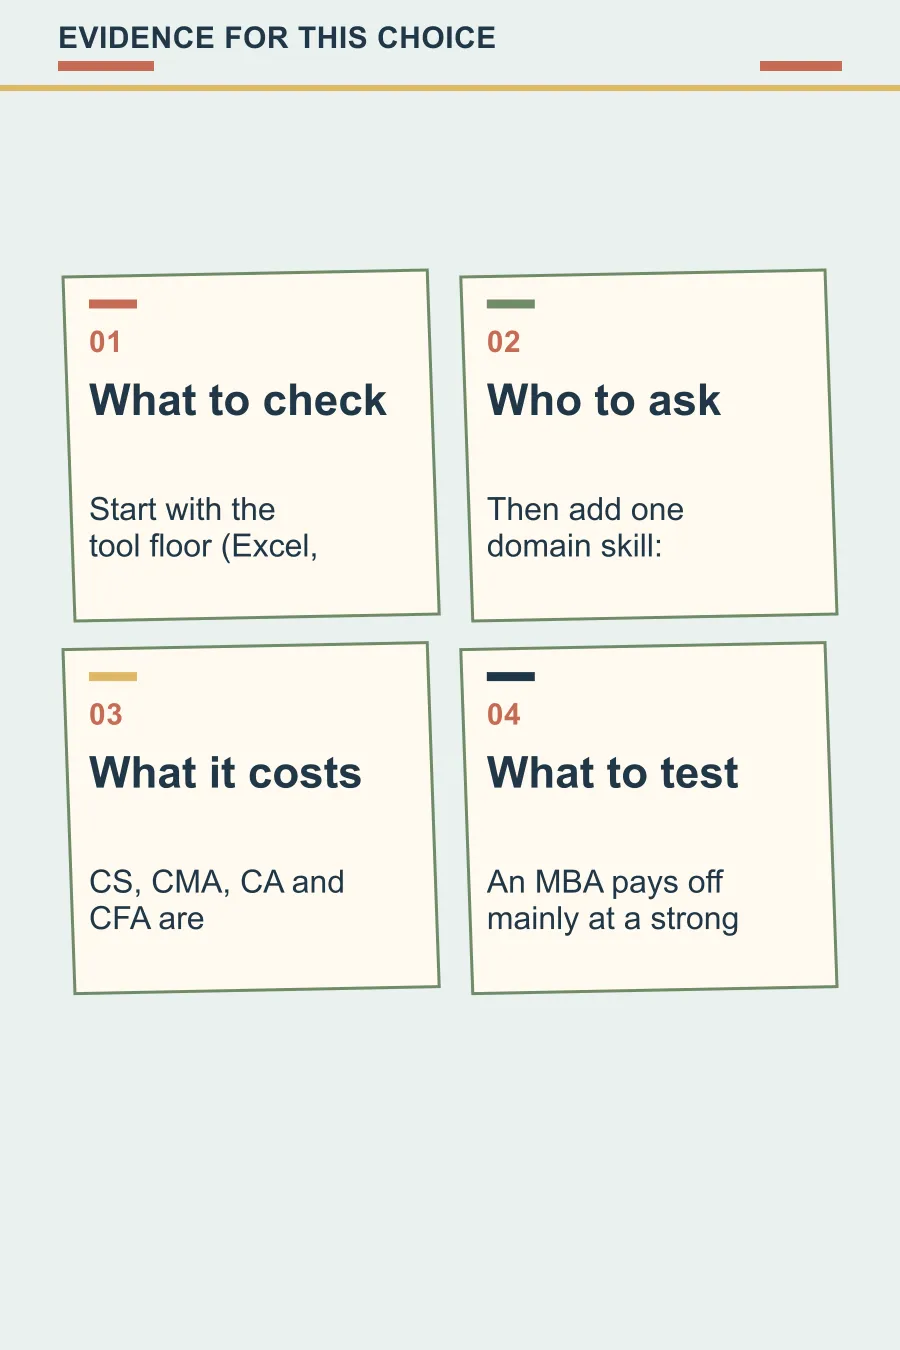 EVIDENCE FOR THIS CHOICE
01
What to check
Start with the
tool floor (Excel,
02
Who to ask
Then add one
domain skill:
03
What it costs
CS, CMA, CA and
CFA are
04
What to test
An MBA pays off
mainly at a strong